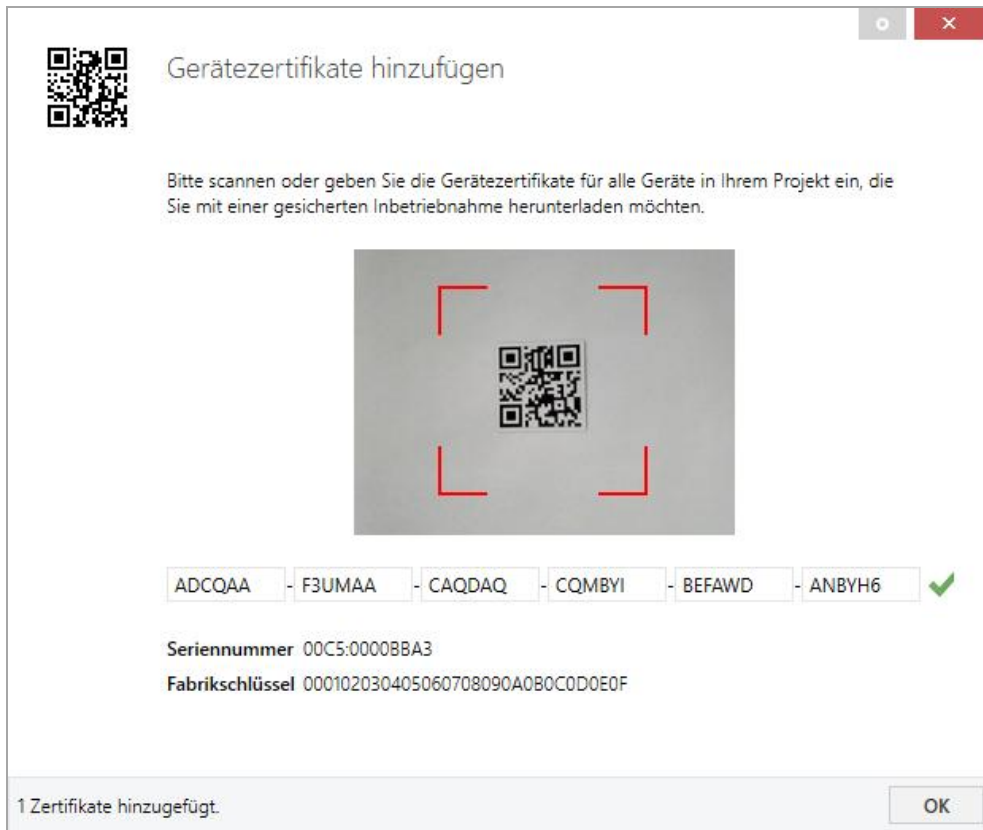 Gerätezertifikate hinzufügen
Bitte scannen oder geben Sie die Gerätezertifikate für alle Geräte in Ihrem Projekt ein, die
Sie mit einer gesicherten Inbetriebnahme herunterladen möchten.
ADCQAA - F3UMAA - CAQDAQ - CQMBYI - BEFAWD - ANBYH6
Seriennummer 00C5:0000BBA3
Fabrikschlüssel 000102030405060708090A0B0C0D0E0F
1 Zertifikate hinzugefügt.
OK